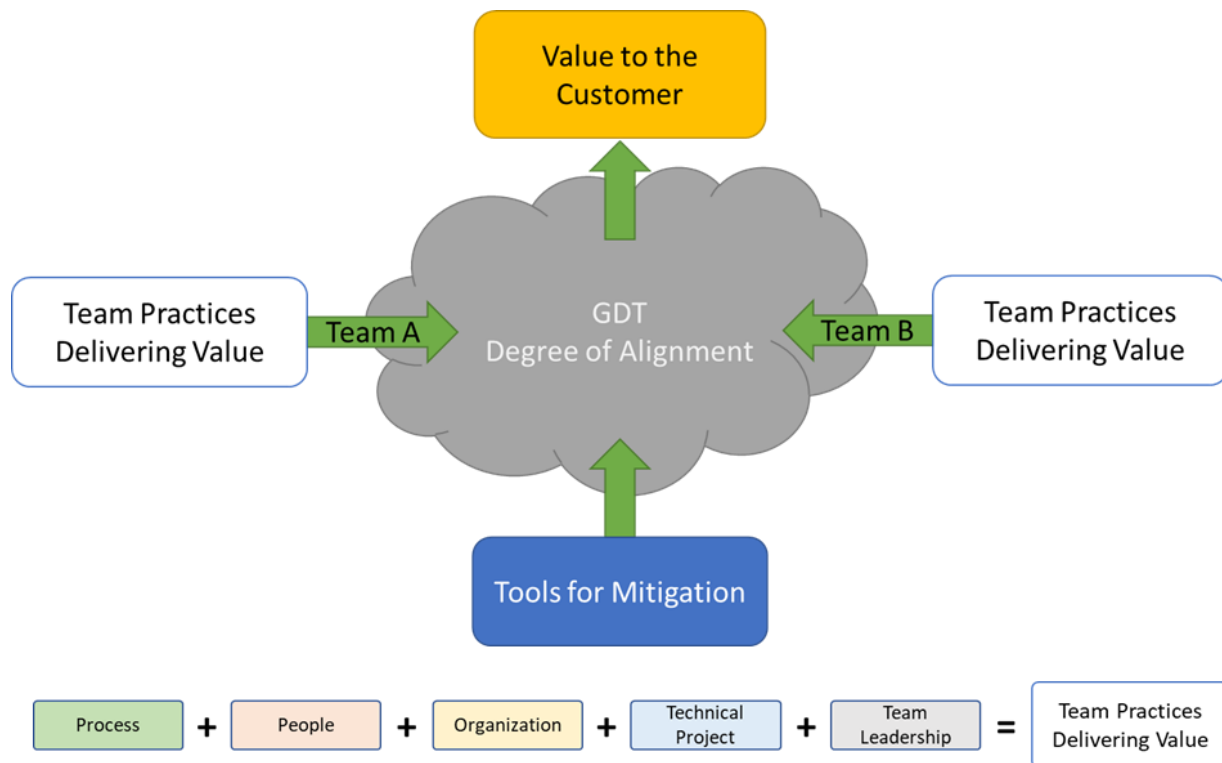 Value to the
Customer
Team Practices
Delivering Value
Team A
GDT
Degree of Alignment
Team B
Team Practices
Delivering Value
Tools for Mitigation
Process + People + Organization + Technical Project + Team Leadership = Team Practices Delivering Value